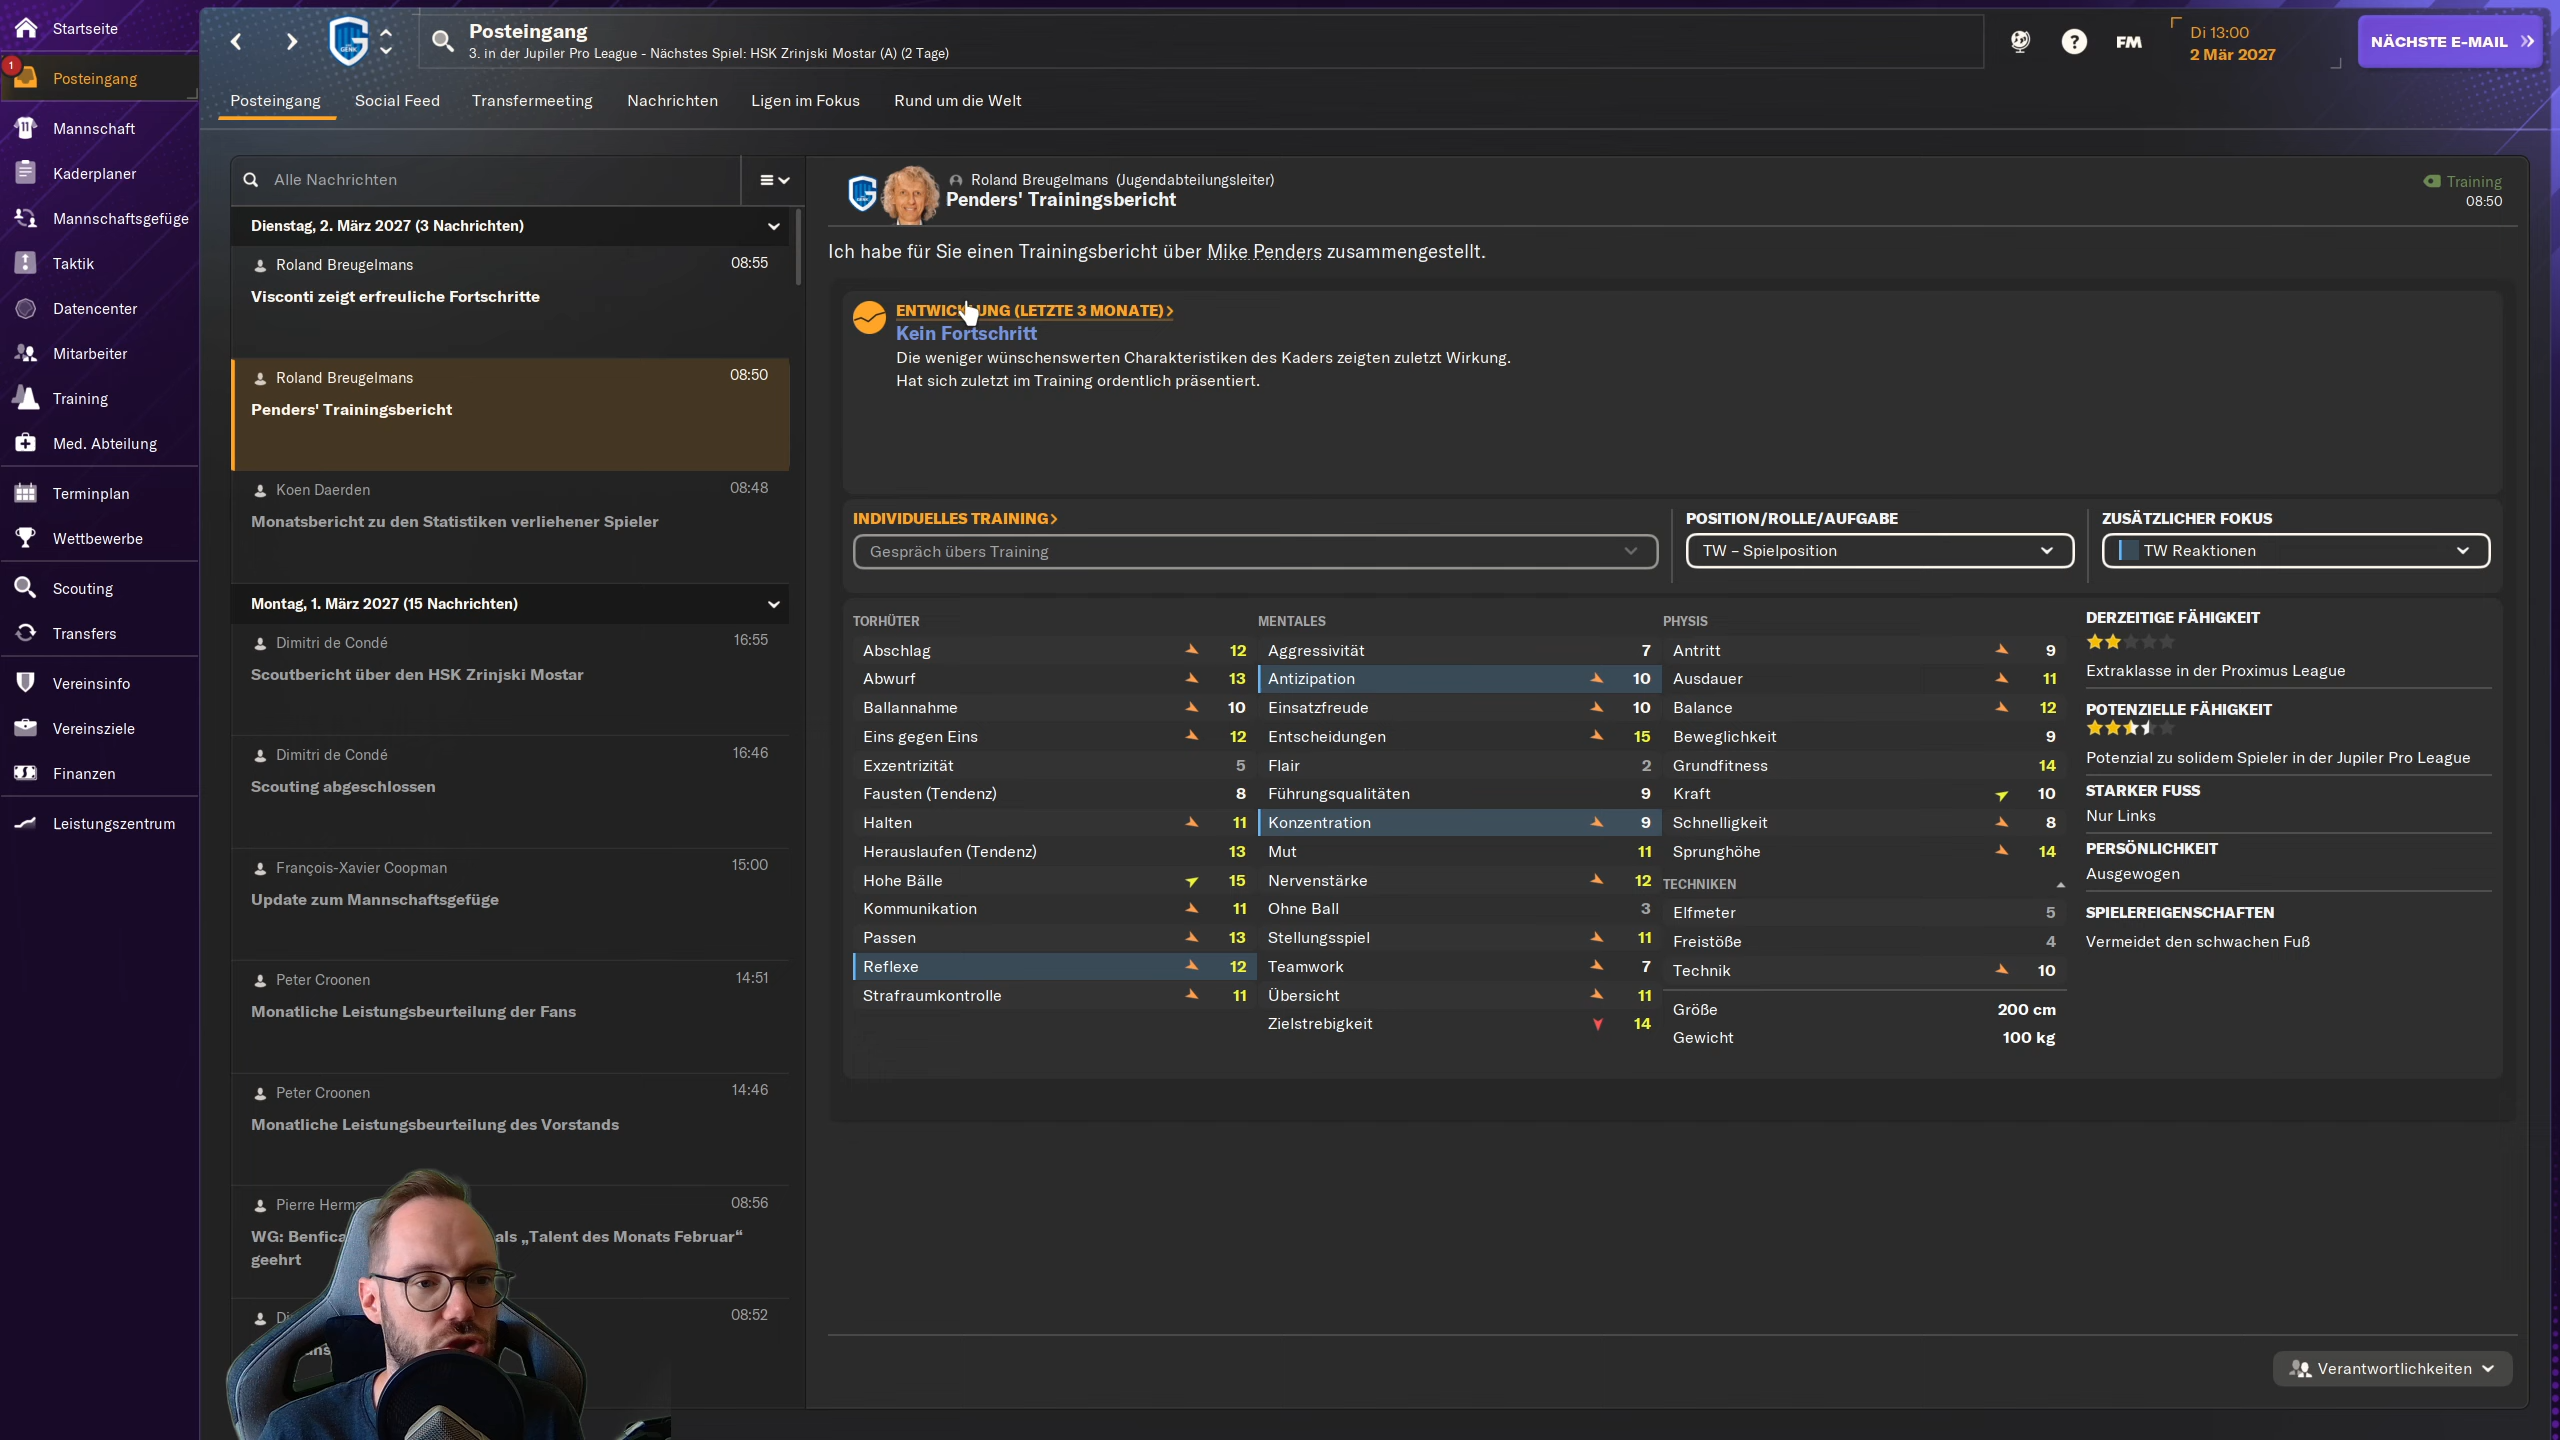 Startseite
1
Posteingang
Mannschaft
Kaderplaner
Mannschaftsgefüge
Taktik
Datencenter
Mitarbeiter
Training
Med. Abteilung
Terminplan
Wettbewerbe
Scouting
Transfers
Vereinsinfo
Vereinsziele
Finanzen
Leistungszentrum
GENK
Posteingang
3. in der Jupiler Pro League - Nächstes Spiel: HSK Zrinjski Mostar (A) (2 Tage)
?
FM
Di 13:00
2 Mär 2027
NÄCHSTE E-MAIL
Posteingang Social Feed Transfermeeting Nachrichten Ligen im Fokus Rund um die Welt
Alle Nachrichten
Dienstag, 2. März 2027 (3 Nachrichten)
Roland Breugelmans 08:55
Visconti zeigt erfreuliche Fortschritte
Roland Breugelmans 08:50
Penders' Trainingsbericht
Koen Daerden 08:48
Monatsbericht zu den Statistiken verliehener Spieler
Montag, 1. März 2027 (15 Nachrichten)
Dimitri de Condé 16:55
Scoutbericht über den HSK Zrinjski Mostar
Dimitri de Condé 16:46
Scouting abgeschlossen
François-Xavier Coopman 15:00
Update zum Mannschaftsgefüge
Peter Croonen 14:51
Monatliche Leistungsbeurteilung der Fans
Peter Croonen 14:46
Monatliche Leistungsbeurteilung des Vorstands
Pierre 08:56
WG: Benfica als „Talent des Monats Februar“
geehrt
08:52
Roland Breugelmans (Jugendabteilungsleiter)
Penders' Trainingsbericht
Training
08:50
Ich habe für Sie einen Trainingsbericht über Mike Penders zusammengestellt.
ENTWICKLUNG (LETZTE 3 MONATE)
Kein Fortschritt
Die weniger wünschenswerten Charakteristiken des Kaders zeigten zuletzt Wirkung.
Hat sich zuletzt im Training ordentlich präsentiert.
INDIVIDUELLES TRAINING
Gespräch übers Training
POSITION/ROLLE/AUFGABE
TW – Spielposition
ZUSÄTZLICHER FOKUS
TW Reaktionen
TORHÜTER
Abschlag 12
Abwurf 13
Ballannahme 10
Eins gegen Eins 12
Exzentrizität 5
Fausten (Tendenz) 8
Halten 11
Herauslaufen (Tendenz) 13
Hohe Bälle 15
Kommunikation 11
Passen 13
Reflexe 12
Strafraumkontrolle 11
MENTALES
Aggressivität 7
Antizipation 10
Einsatzfreude 10
Entscheidungen 15
Flair 2
Führungsqualitäten 9
Konzentration 9
Mut 11
Nervenstärke 12
Ohne Ball 3
Stellungsspiel 11
Teamwork 7
Übersicht 11
Zielstrebigkeit 14
PHYSIS
Antritt 9
Ausdauer 11
Balance 12
Beweglichkeit 9
Grundfitness 14
Kraft 10
Schnelligkeit 8
Sprunghöhe 14
TECHNIKEN
Elfmeter 5
Freistöße 4
Technik 10
Größe 200 cm
Gewicht 100 kg
DERZEITIGE FÄHIGKEIT
Extraklasse in der Proximus League
POTENZIELLE FÄHIGKEIT
Potenzial zu solidem Spieler in der Jupiler Pro League
STARKER FUSS
Nur Links
PERSÖNLICHKEIT
Ausgewogen
SPIELEREIGENSCHAFTEN
Vermeidet den schwachen Fuß
Verantwortlichkeiten